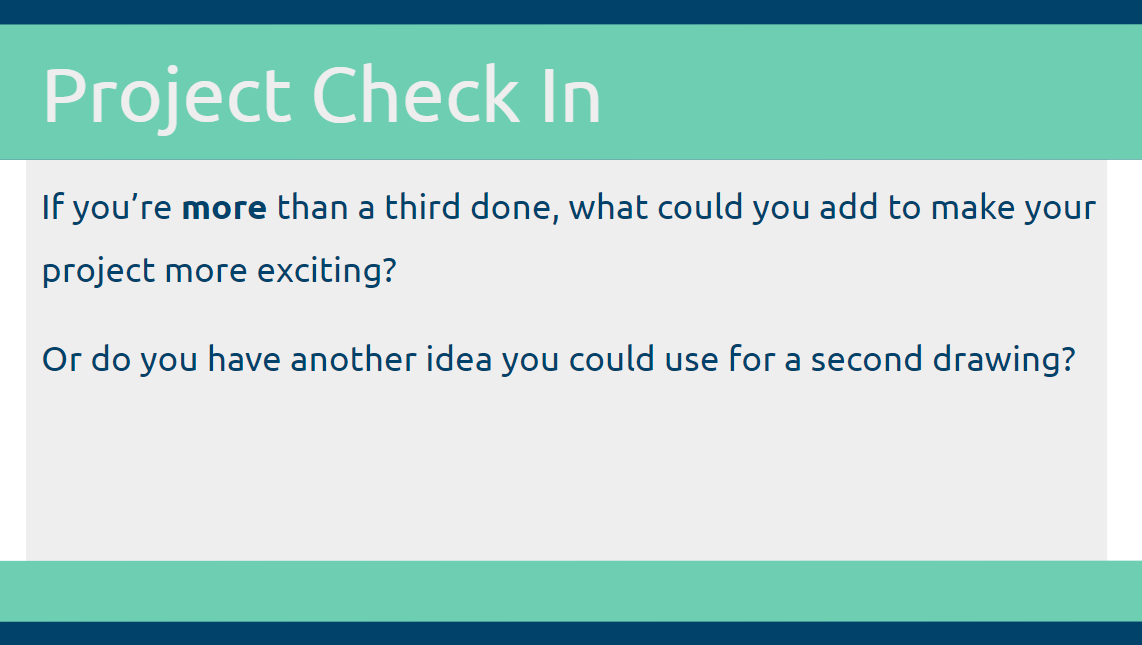 Project Check In
If you’re more than a third done, what could you add to make your
project more exciting?
Or do you have another idea you could use for a second drawing?